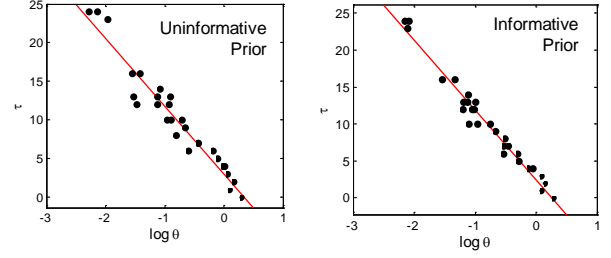 25
20
15
10
5
0
τ
Uninformative
Prior
-3 -2 -1 0 1
log θ
25
20
15
10
5
0
τ
Informative
Prior
-3 -2 -1 0 1
log θ